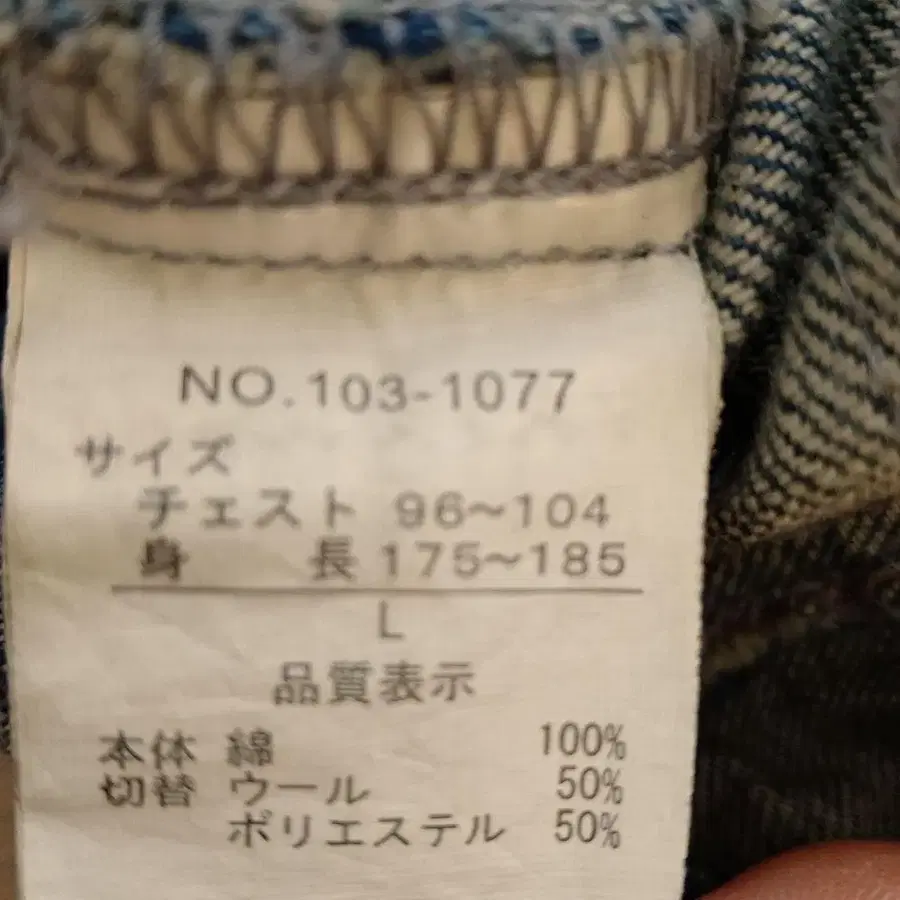 NO.103-1077
サイズ
チェスト 96~104
身 長 175~185
L
品質表示
本体 綿 100%
切替 ウール 50%
ポリエステル 50%